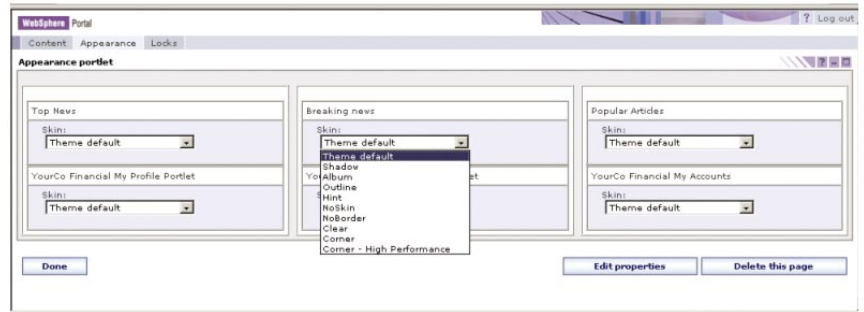 WebSphere Portal
? Log out
Content Appearance Locks
Appearance portlet
?
Top News
Breaking news
Popular Articles
Skin:
Theme default
Skin:
Theme default
Skin:
Theme default
Theme default
Shadow
Album
Outline
Hint
NoSkin
NoBorder
Clear
Corner
Corner - High Performance
YourCo Financial My Profile Portlet
et
YourCo Financial My Accounts
Skin:
Theme default
Skin:
Theme default
Done
Edit properties
Delete this page